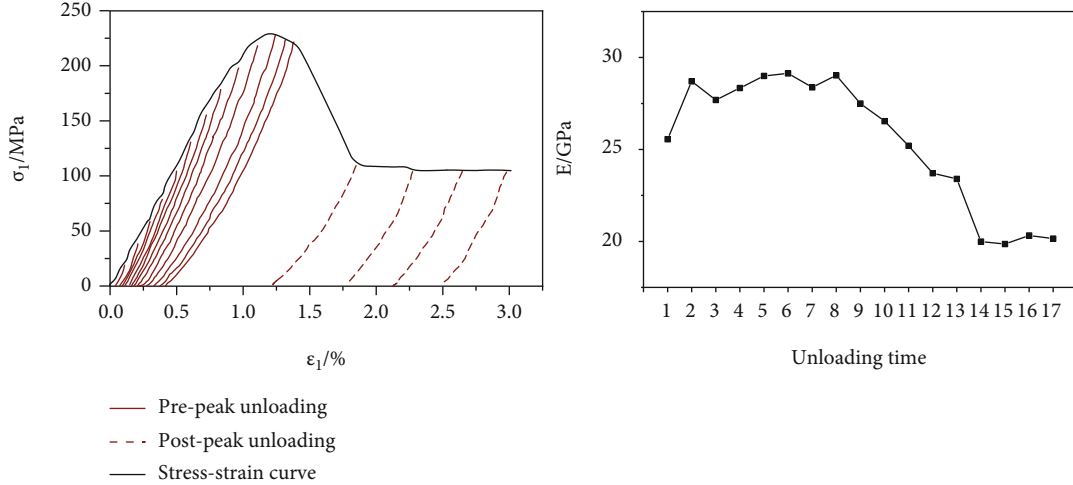 250
200
150
100
50
0
σ1/MPa
0.0 0.5 1.0 1.5 2.0 2.5 3.0
ε1/%
Pre-peak unloading
Post-peak unloading
Stress-strain curve
30
25
20
E/GPa
1 2 3 4 5 6 7 8 9 10 11 12 13 14 15 16 17
Unloading time